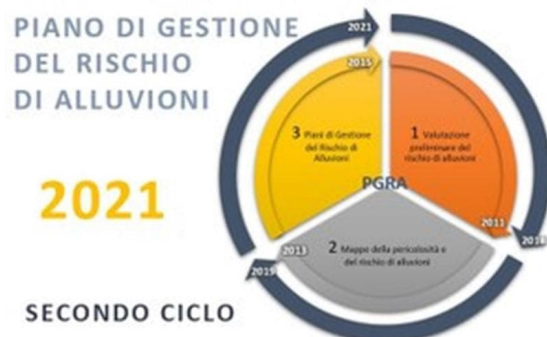 PIANO DI GESTIONE
DEL RISCHIO
DI ALLUVIONI
2021
SECONDO CICLO
2021
2015
3 Piani di Gestione
del Rischio di
Alluvioni
1 Valutazione
preliminare del
rischio di alluvioni
PGRA
2011
2018
2 Mappe della pericolosità e
del rischio di alluvioni
2013
2019